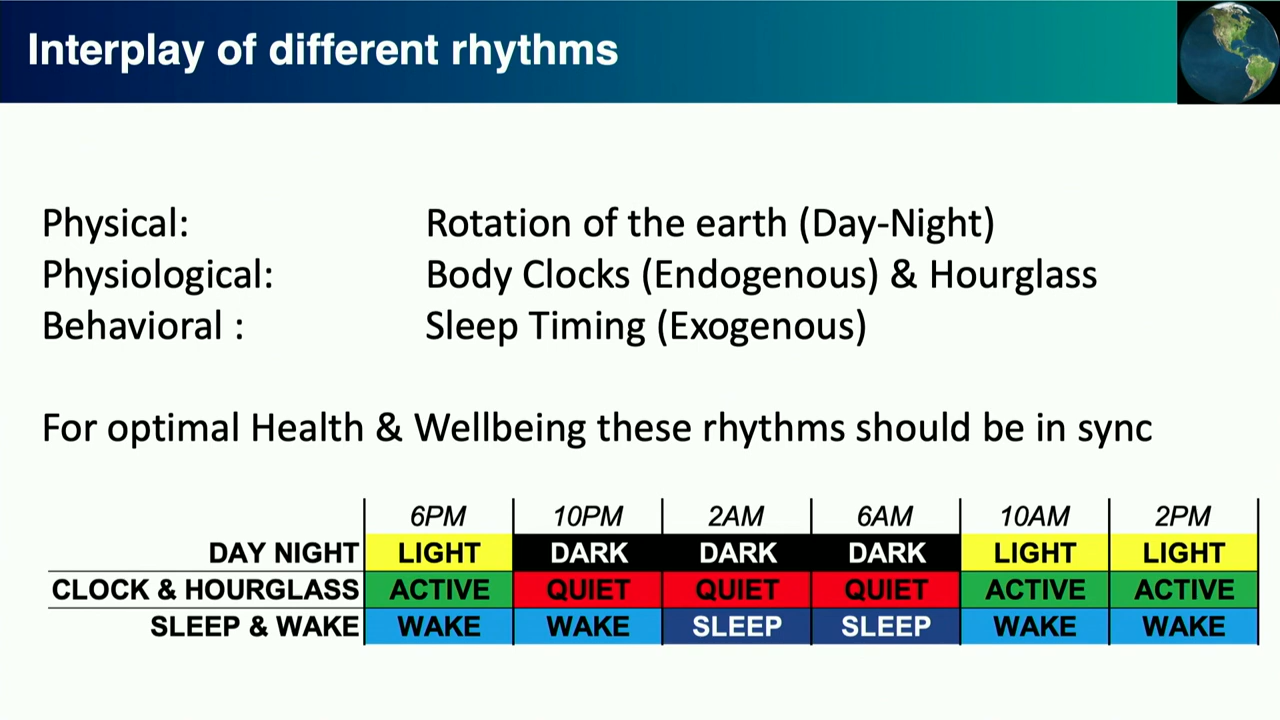 Interplay of different rhythms
Physical: Rotation of the earth (Day-Night)
Physiological: Body Clocks (Endogenous) & Hourglass
Behavioral : Sleep Timing (Exogenous)
For optimal Health & Wellbeing these rhythms should be in sync
6PM 10PM 2AM 6AM 10AM 2PM
DAY NIGHT LIGHT DARK DARK DARK LIGHT LIGHT
CLOCK & HOURGLASS ACTIVE QUIET QUIET QUIET ACTIVE ACTIVE
SLEEP & WAKE WAKE WAKE SLEEP SLEEP WAKE WAKE